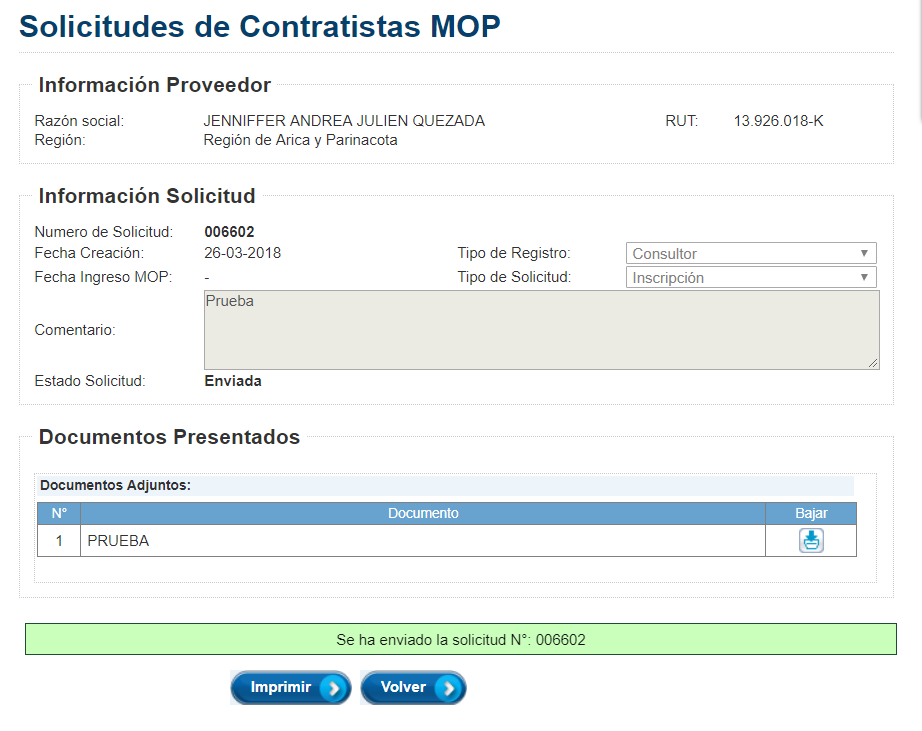 Solicitudes de Contratistas MOP
Información Proveedor
Razón social: JENNIFFER ANDREA JULIEN QUEZADA RUT: 13.926.018-K
Región: Región de Arica y Parinacota
Información Solicitud
Numero de Solicitud: 006602
Fecha Creación: 26-03-2018 Tipo de Registro: Consultor
Fecha Ingreso MOP: - Tipo de Solicitud: Inscripción
Prueba
Comentario:
Estado Solicitud: Enviada
Documentos Presentados
Documentos Adjuntos:
N° Documento Bajar
1 PRUEBA
Se ha enviado la solicitud N°: 006602
Imprimir Volver